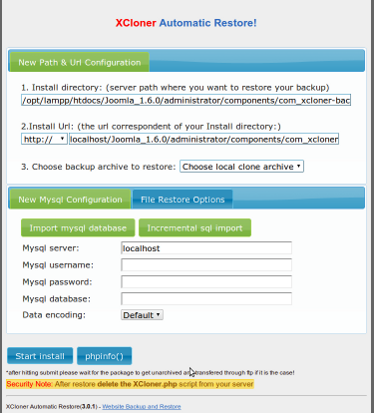 XCloner Automatic Restore!
New Path & Url Configuration
1. Install directory: (server path where you want to restore your backup)
/opt/lampp/htdocs/Joomla_1.6.0/administrator/components/com_xcloner-bac
2.Install Url: (the url correspondent of your Install directory:)
http:// localhost/Joomla_1.6.0/administrator/components/com_xcloner
3. Choose backup archive to restore: Choose local clone archive
New Mysql Configuration File Restore Options
Import mysql database Incremental sql import
Mysql server: localhost
Mysql username:
Mysql password:
Mysql database:
Data encoding: Default
Start install phpinfo()
*after hitting submit please wait for the package to get unarchived and transferred through ftp if it is the case!
Security Note: After restore delete the XCloner.php script from your server
XCloner Automatic Restore(3.0.1) - Website Backup and Restore